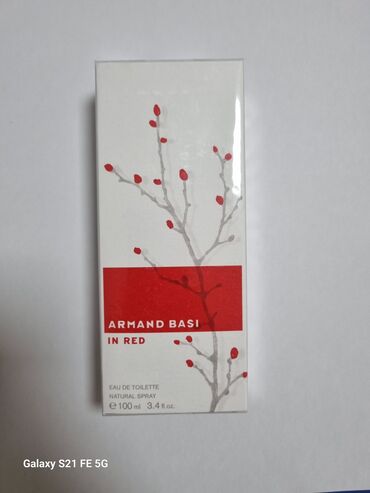 ARMAND BASI
IN RED
EAU DE TOILETTE
NATURAL SPRAY
℮ 100 ml 3.4 fl. oz.
Galaxy S21 FE 5G